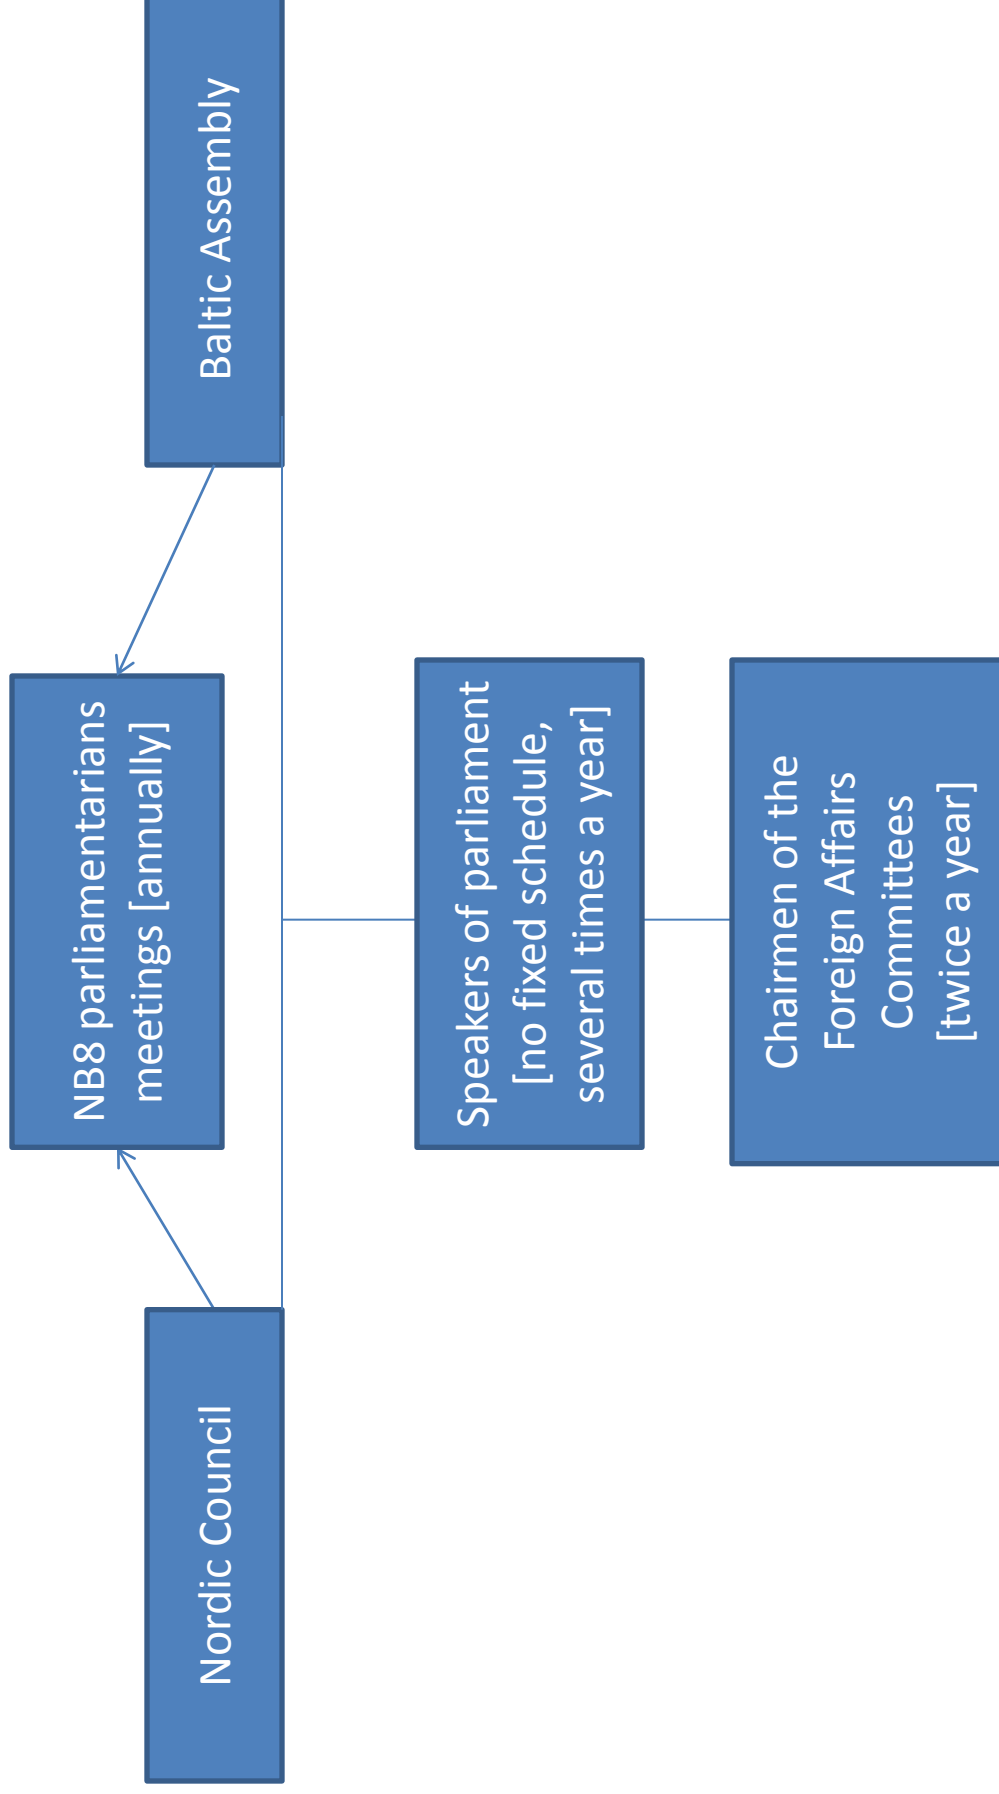 NB8 parliamentarians
meetings [annually]
Nordic Council
Baltic Assembly
Speakers of parliament
[no fixed schedule,
several times a year]
Chairmen of the
Foreign Affairs
Committees
[twice a year]